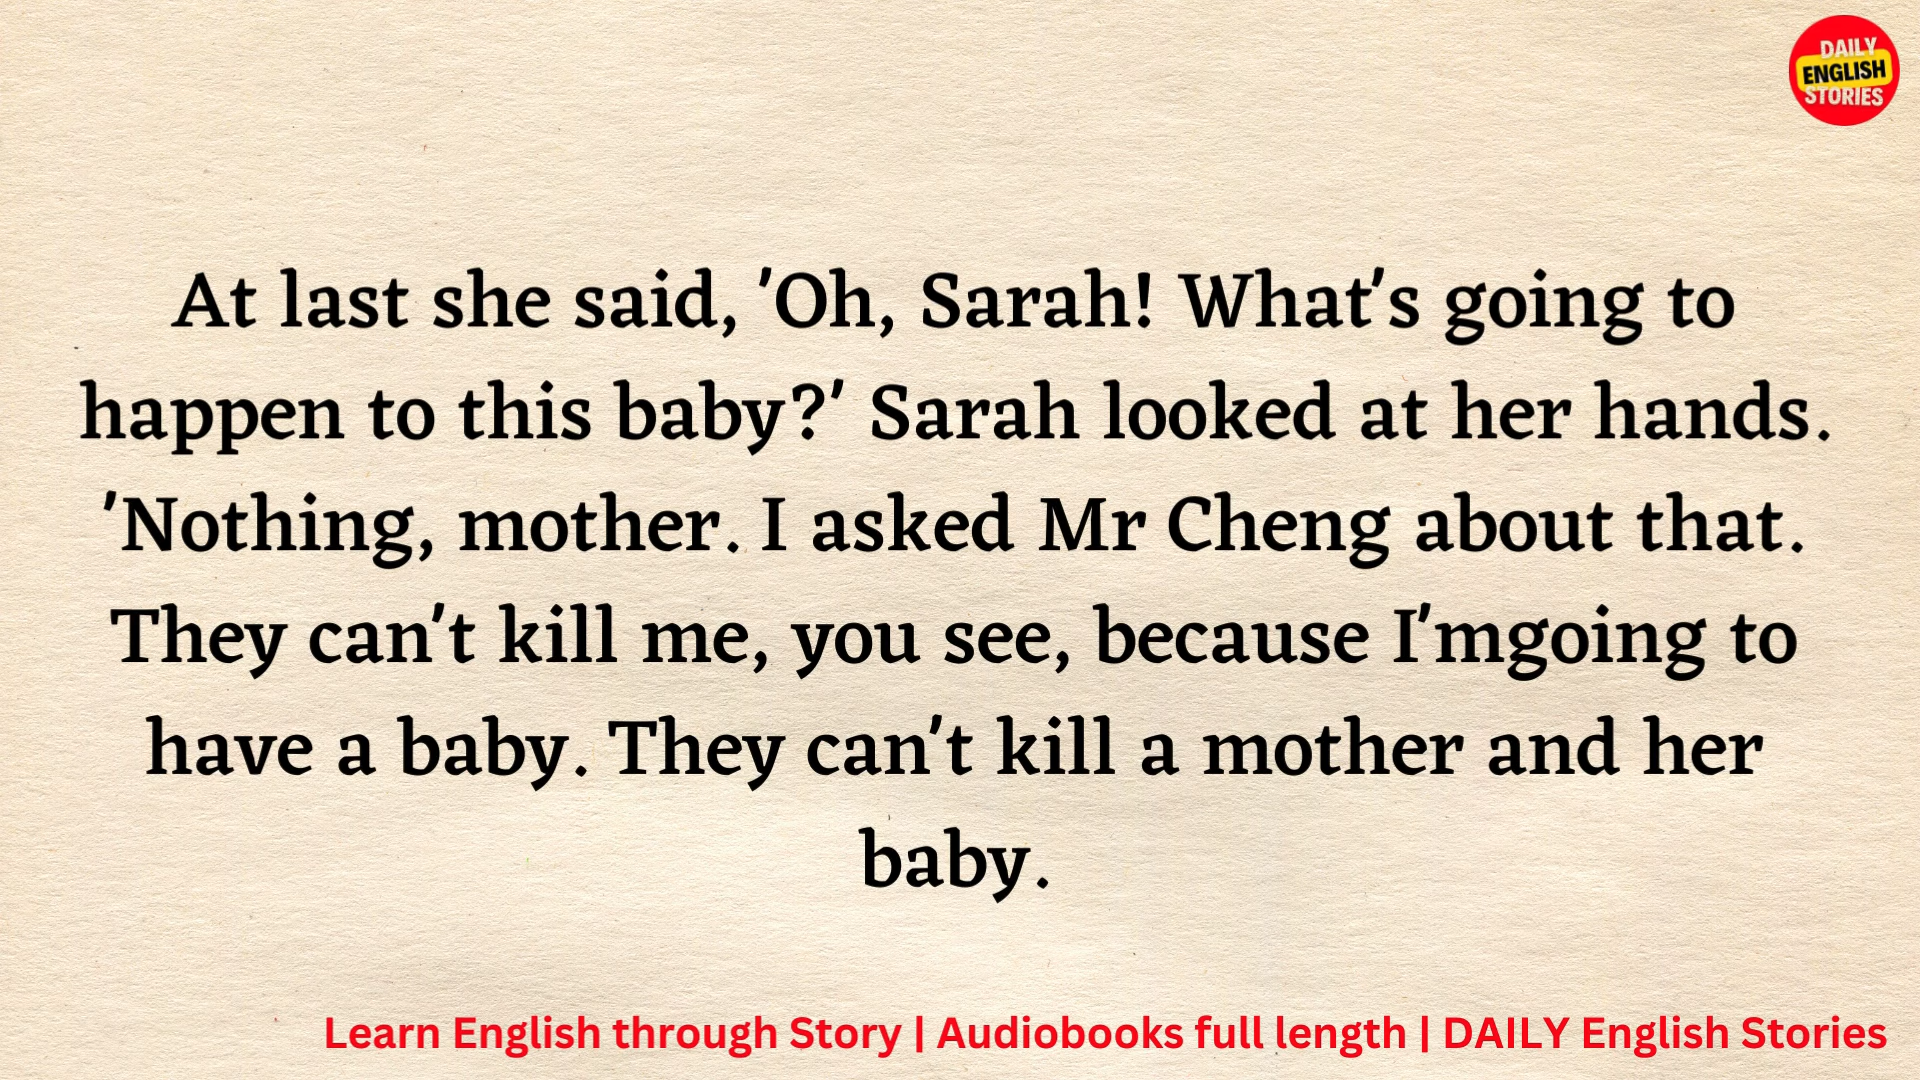 DAILY
ENGLISH
STORIES
At last she said, 'Oh, Sarah! What's going to
happen to this baby?' Sarah looked at her hands.
'Nothing, mother. I asked Mr Cheng about that.
They can't kill me, you see, because I'mgoing to
have a baby. They can't kill a mother and her
baby.
Learn English through Story | Audiobooks full length | DAILY English Stories